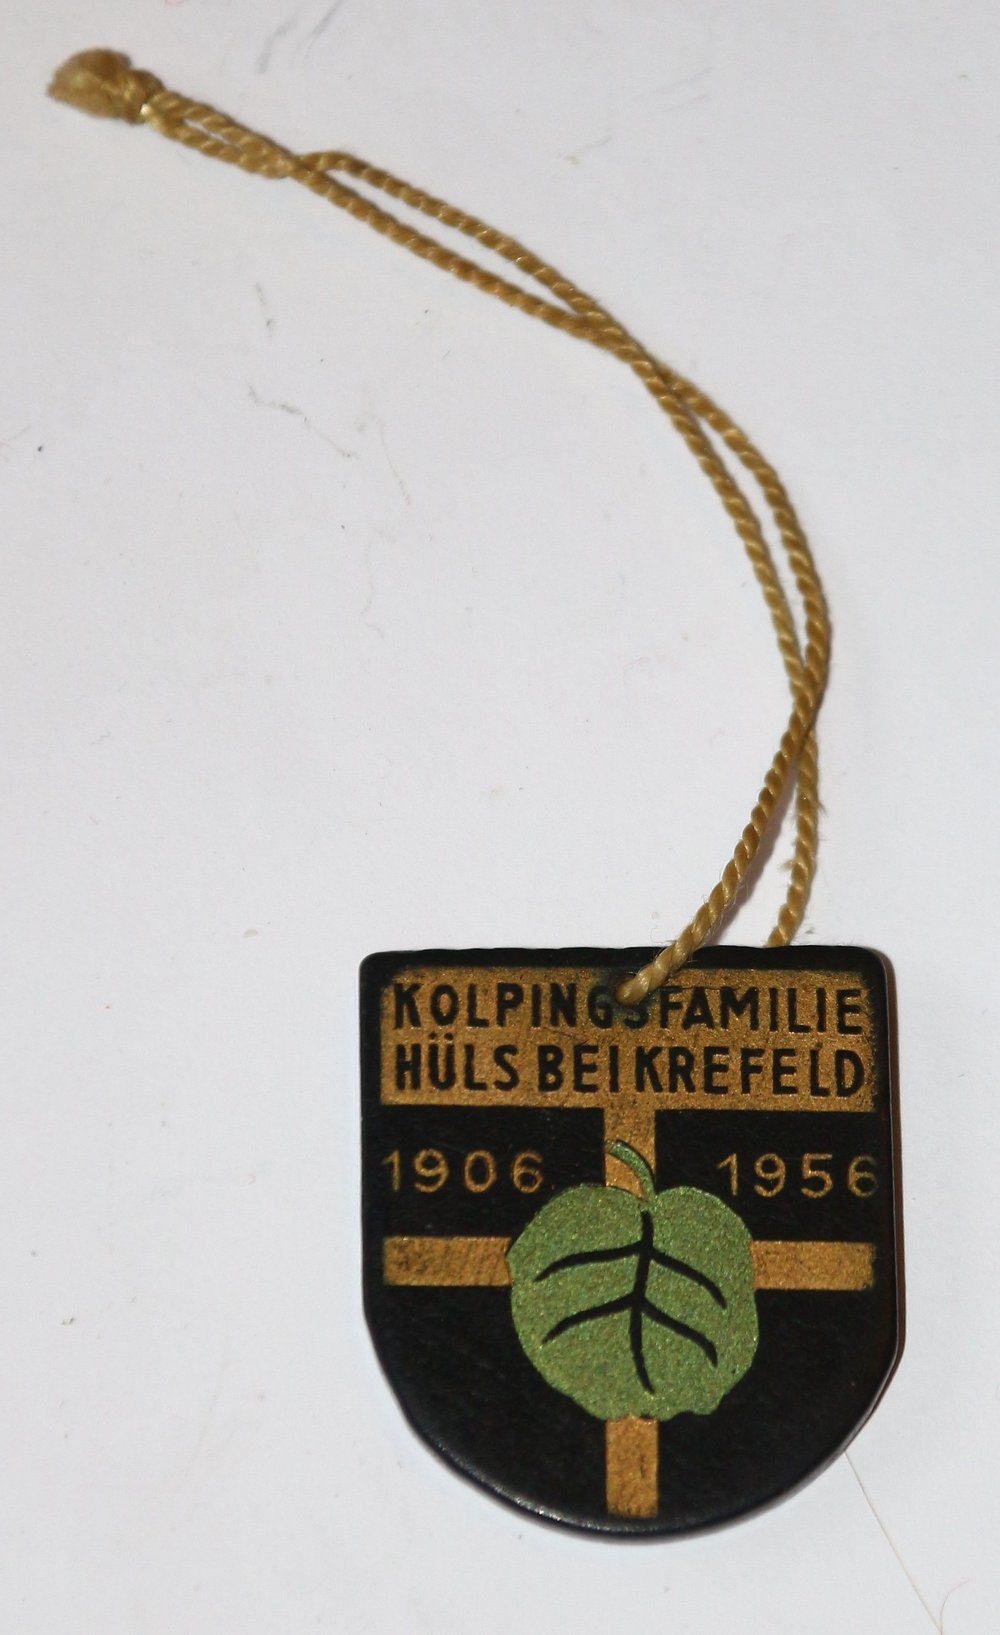 KOLPINGSFAMILIE
HÜLS BEI KREFELD
1906 1956